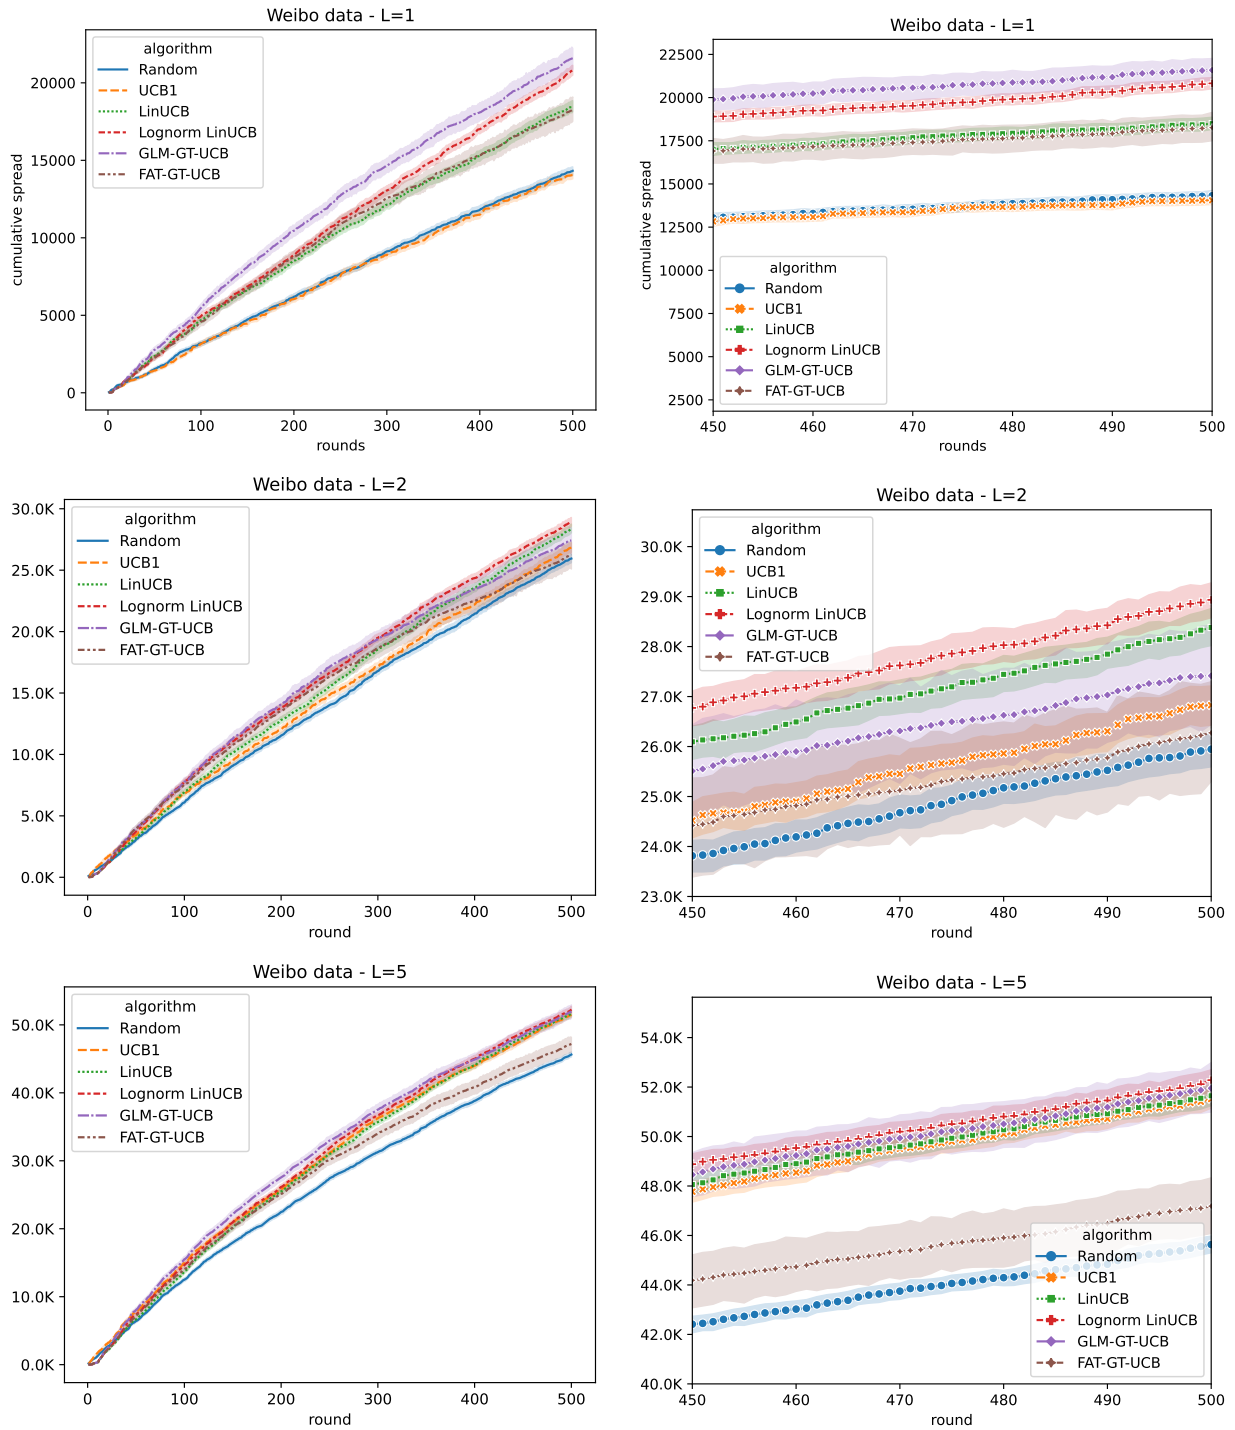 Weibo data - L=1
algorithm
Random
UCB1
LinUCB
Lognorm LinUCB
GLM-GT-UCB
FAT-GT-UCB
cumulative spread
20000
15000
10000
5000
0
0 100 200 300 400 500
rounds
Weibo data - L=1
cumulative spread
22500
20000
17500
15000
12500
10000
7500
5000
2500
algorithm
Random
UCB1
LinUCB
Lognorm LinUCB
GLM-GT-UCB
FAT-GT-UCB
450 460 470 480 490 500
rounds
Weibo data - L=2
algorithm
Random
UCB1
LinUCB
Lognorm LinUCB
GLM-GT-UCB
FAT-GT-UCB
30.0K
25.0K
20.0K
15.0K
10.0K
5.0K
0.0K
0 100 200 300 400 500
round
Weibo data - L=2
algorithm
Random
UCB1
LinUCB
Lognorm LinUCB
GLM-GT-UCB
FAT-GT-UCB
30.0K
29.0K
28.0K
27.0K
26.0K
25.0K
24.0K
23.0K
450 460 470 480 490 500
round
Weibo data - L=5
algorithm
Random
UCB1
LinUCB
Lognorm LinUCB
GLM-GT-UCB
FAT-GT-UCB
50.0K
40.0K
30.0K
20.0K
10.0K
0.0K
0 100 200 300 400 500
round
Weibo data - L=5
54.0K
52.0K
50.0K
48.0K
46.0K
44.0K
42.0K
40.0K
algorithm
Random
UCB1
LinUCB
Lognorm LinUCB
GLM-GT-UCB
FAT-GT-UCB
450 460 470 480 490 500
round